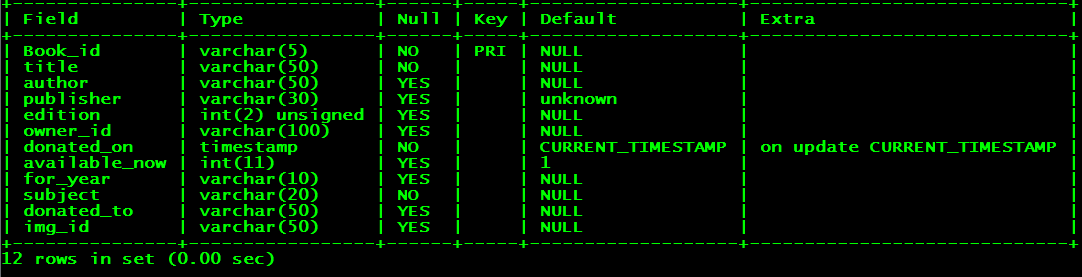 +----------------+------------------+------+-----+-------------------+-----------------------------+
| Field          | Type             | Null | Key | Default           | Extra                       |
+----------------+------------------+------+-----+-------------------+-----------------------------+
| Book_id        | varchar(5)       | NO   | PRI | NULL              |                             |
| title          | varchar(50)      | NO   |     | NULL              |                             |
| author         | varchar(50)      | YES  |     | NULL              |                             |
| publisher      | varchar(30)      | YES  |     | unknown           |                             |
| edition        | int(2) unsigned  | YES  |     | NULL              |                             |
| owner_id       | varchar(100)     | YES  |     | NULL              |                             |
| donated_on     | timestamp        | NO   |     | CURRENT_TIMESTAMP | on update CURRENT_TIMESTAMP |
| available_now  | int(11)          | YES  |     | 1                 |                             |
| for_year       | varchar(10)      | YES  |     | NULL              |                             |
| subject        | varchar(20)      | NO   |     | NULL              |                             |
| donated_to     | varchar(50)      | YES  |     | NULL              |                             |
| img_id         | varchar(50)      | YES  |     | NULL              |                             |
+----------------+------------------+------+-----+-------------------+-----------------------------+
12 rows in set (0.00 sec)